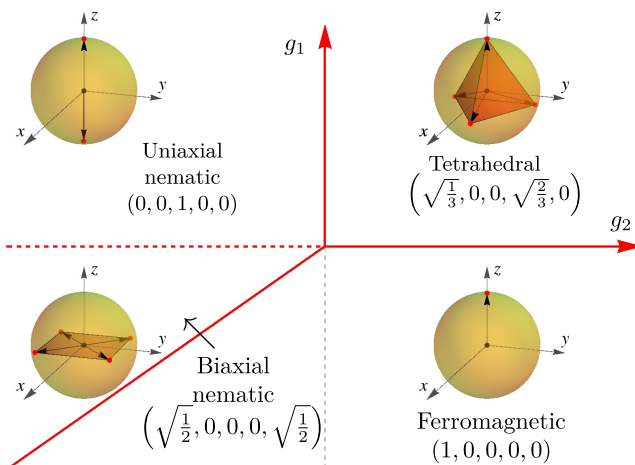 z
y
x
Uniaxial
nematic
(0, 0, 1, 0, 0)
g₁
z
y
x
Tetrahedral
(√(1/3), 0, 0, √(2/3), 0)
g₂
z
y
x
Biaxial
nematic
(√(1/2), 0, 0, 0, √(1/2))
z
y
x
Ferromagnetic
(1, 0, 0, 0, 0)